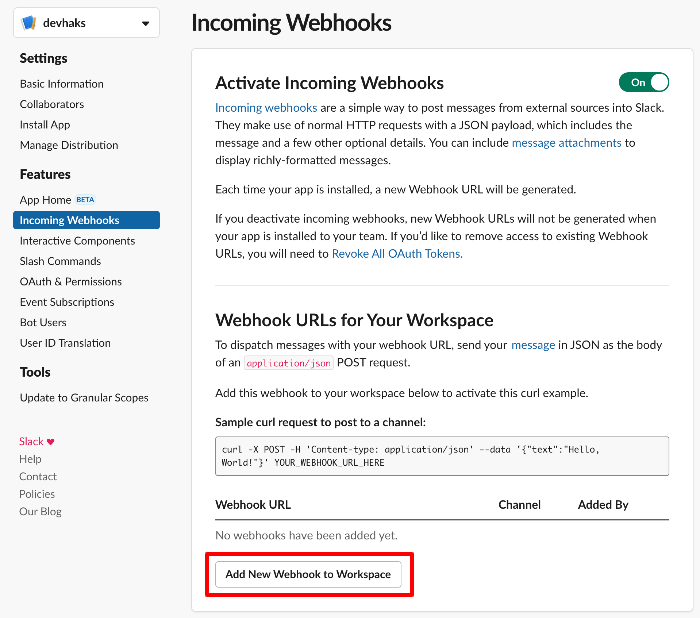 devhaks
Settings
Basic Information
Collaborators
Install App
Manage Distribution
Features
App Home BETA
Incoming Webhooks
Interactive Components
Slash Commands
OAuth & Permissions
Event Subscriptions
Bot Users
User ID Translation
Tools
Update to Granular Scopes
Slack ♥
Help
Contact
Policies
Our Blog
Incoming Webhooks
Activate Incoming Webhooks
On
Incoming webhooks are a simple way to post messages from external sources into Slack.
They make use of normal HTTP requests with a JSON payload, which includes the
message and a few other optional details. You can include message attachments to
display richly-formatted messages.
Each time your app is installed, a new Webhook URL will be generated.
If you deactivate incoming webhooks, new Webhook URLs will not be generated when
your app is installed to your team. If you'd like to remove access to existing Webhook
URLs, you will need to Revoke All OAuth Tokens.
Webhook URLs for Your Workspace
To dispatch messages with your webhook URL, send your message in JSON as the body
of an application/json POST request.
Add this webhook to your workspace below to activate this curl example.
Sample curl request to post to a channel:
curl -X POST -H 'Content-type: application/json' --data '{"text":"Hello,
World!"}' YOUR_WEBHOOK_URL_HERE
Webhook URL Channel Added By
No webhooks have been added yet.
Add New Webhook to Workspace